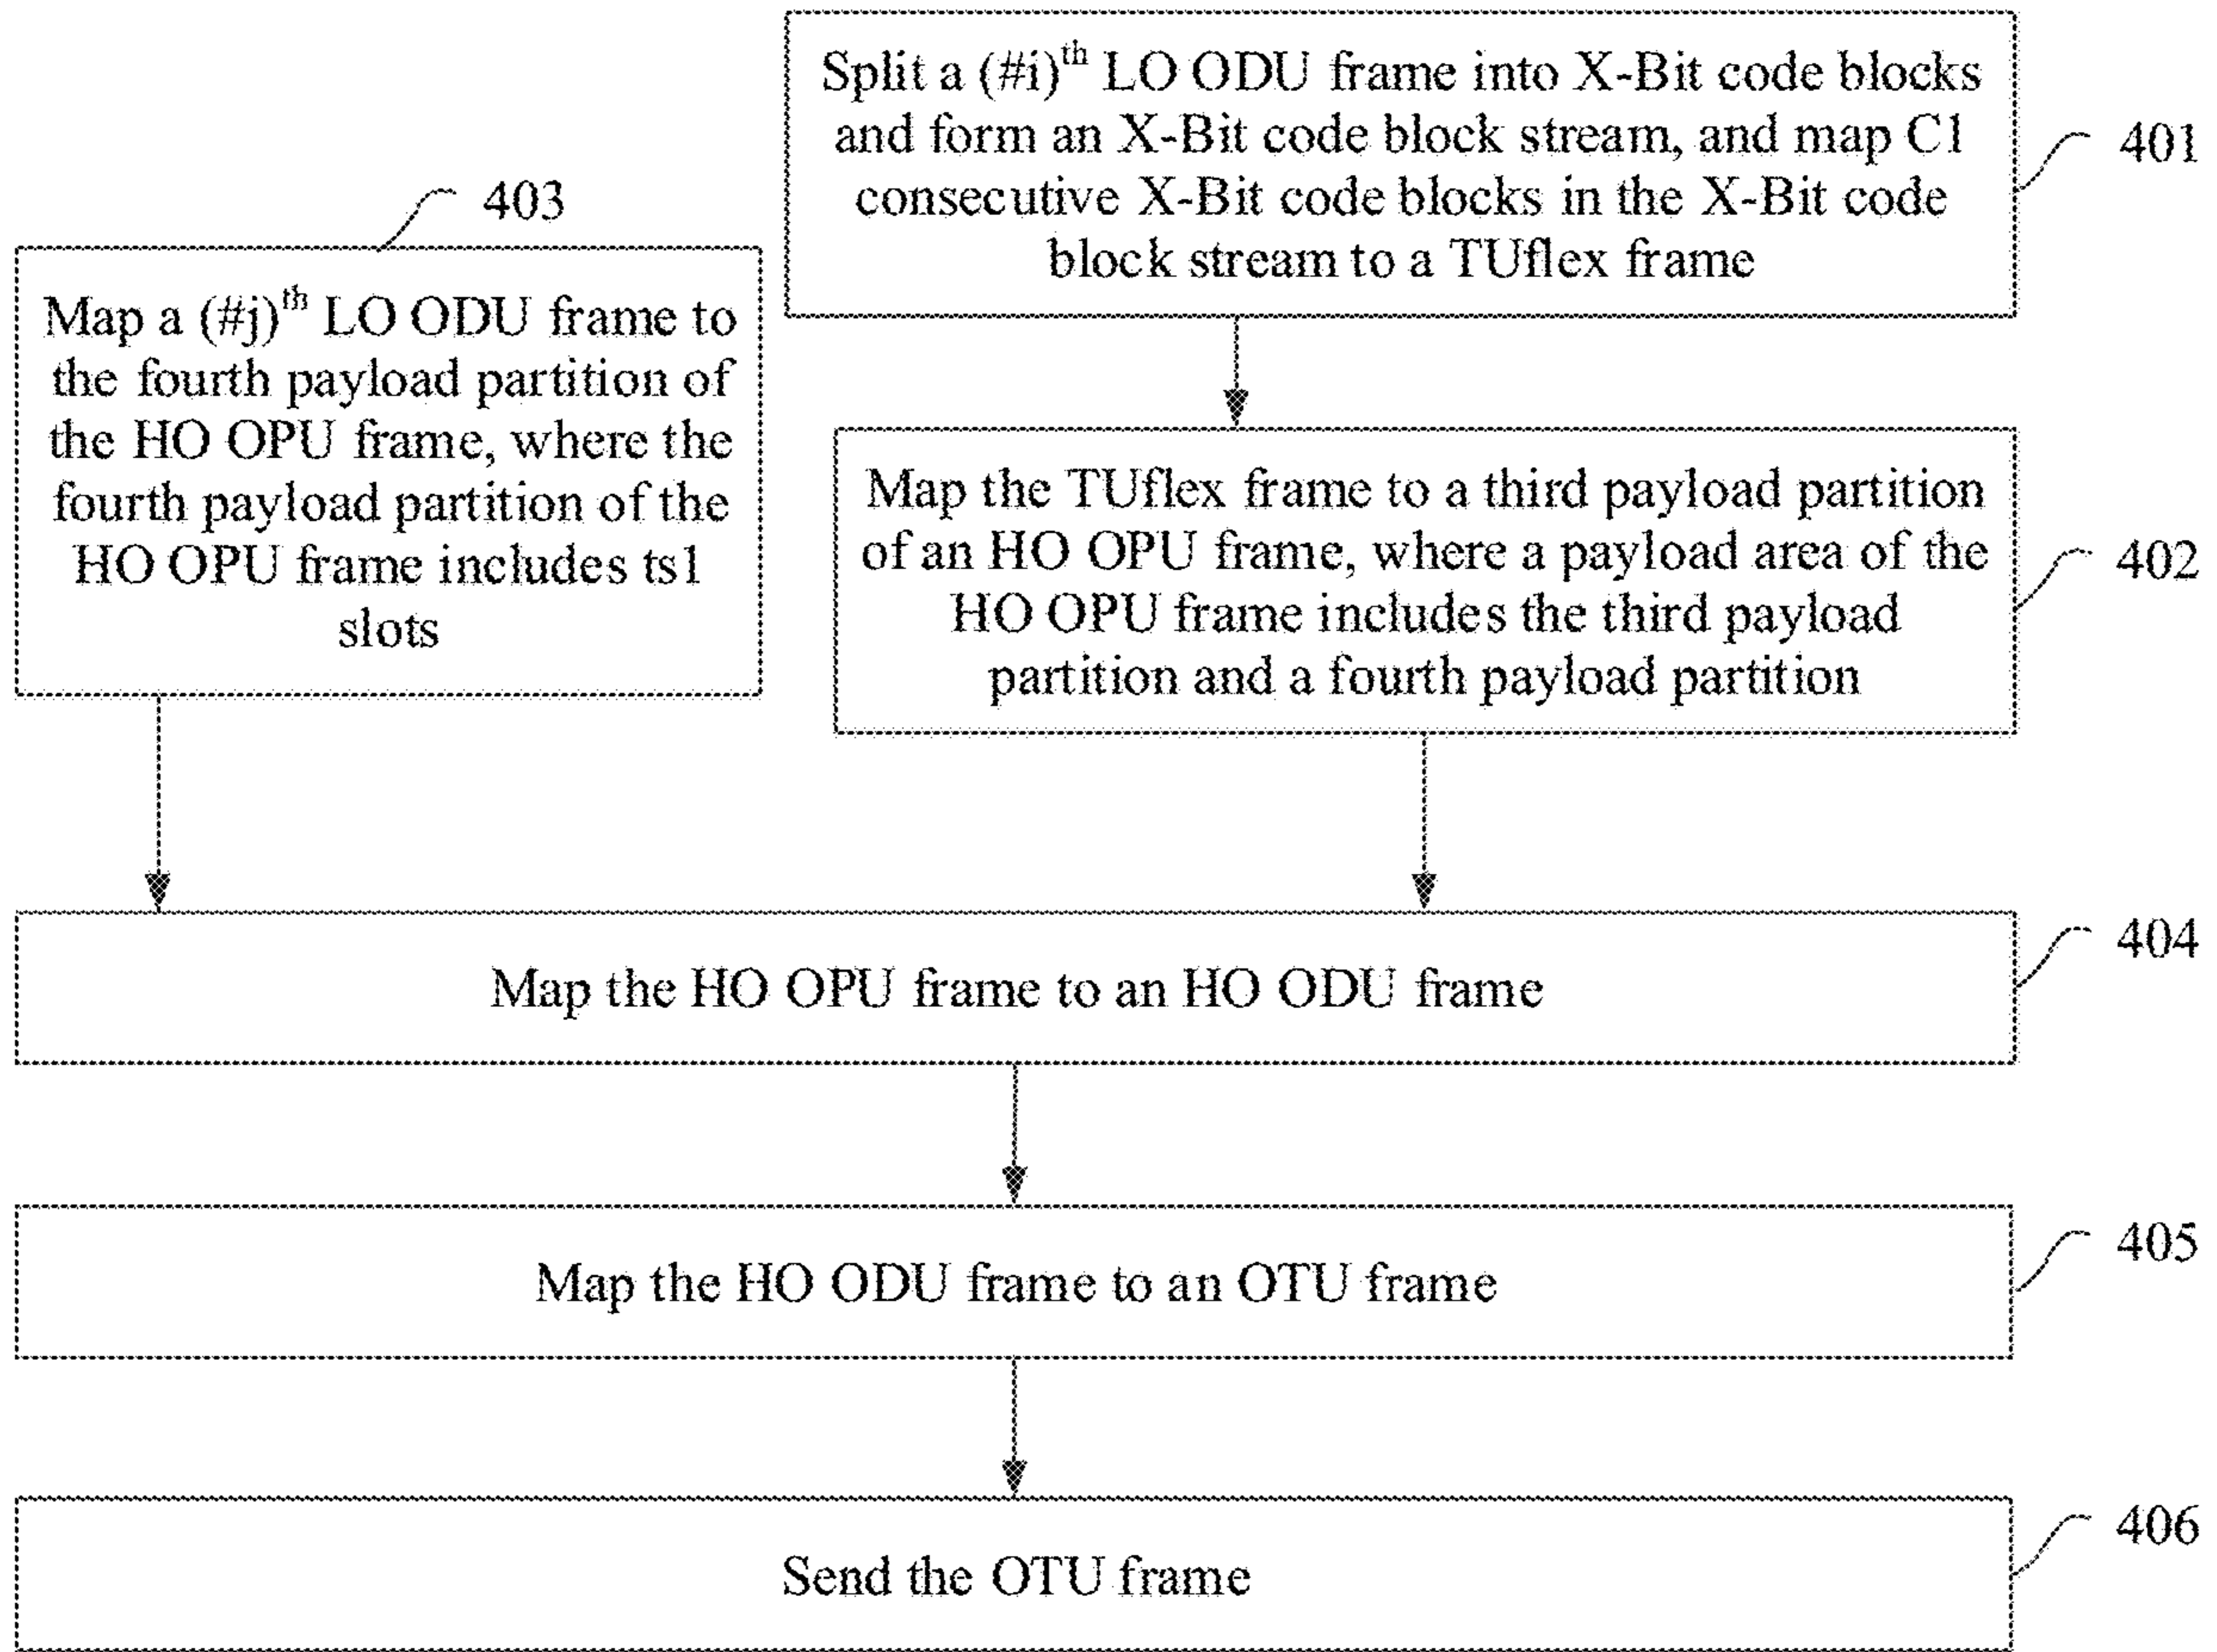 Split a (#i)th LO ODU frame into X-Bit code blocks
and form an X-Bit code block stream, and map C1
consecutive X-Bit code blocks in the X-Bit code
block stream to a TUflex frame
401
403
Map a (#j)th LO ODU frame to
the fourth payload partition of
the HO OPU frame, where the
fourth payload partition of the
HO OPU frame includes ts1
slots
Map the TUflex frame to a third payload partition
of an HO OPU frame, where a payload area of the
HO OPU frame includes the third payload
partition and a fourth payload partition
402
Map the HO OPU frame to an HO ODU frame
404
Map the HO ODU frame to an OTU frame
405
Send the OTU frame
406